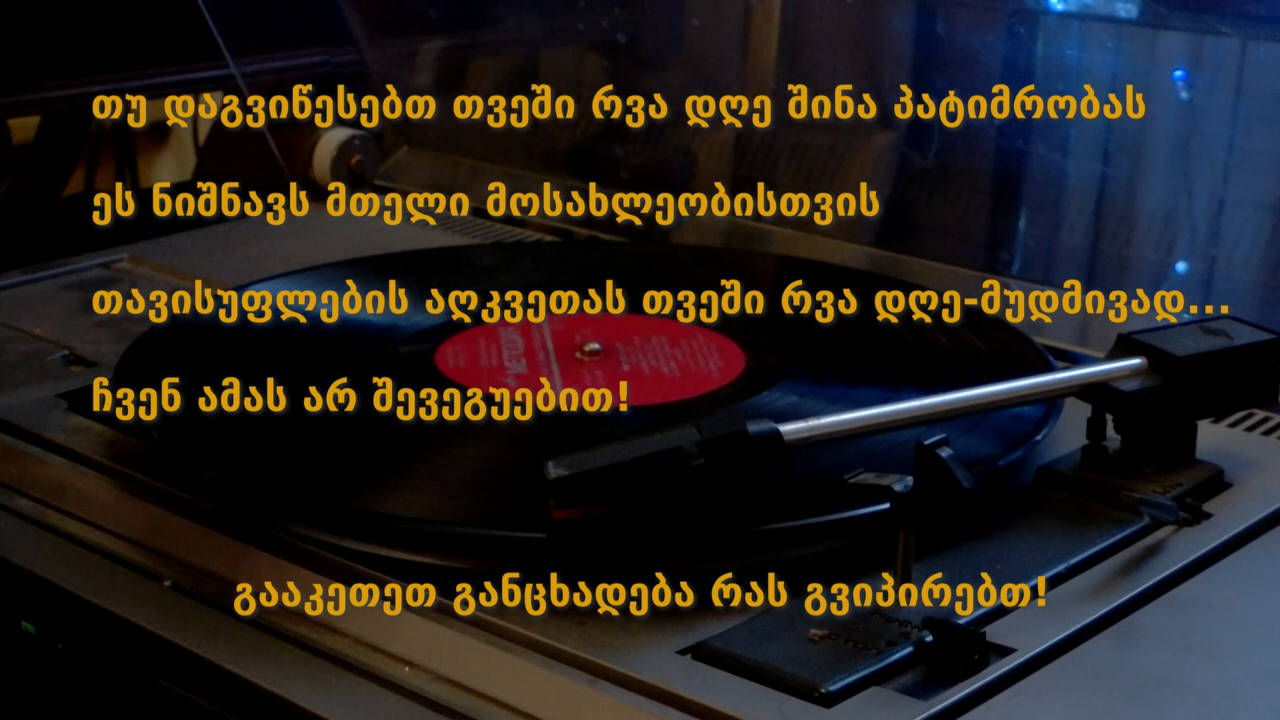 თუ დაგვიწესებთ თვეში რვა დღე შინა პატიმრობას
ეს ნიშნავს მთელი მოსახლეობისთვის
თავისუფლების აღკვეთას თვეში რვა დღე-მუდმივად...
ჩვენ ამას არ შევეგუებით!
გააკეთეთ განცხადება რას გვიპირებთ!